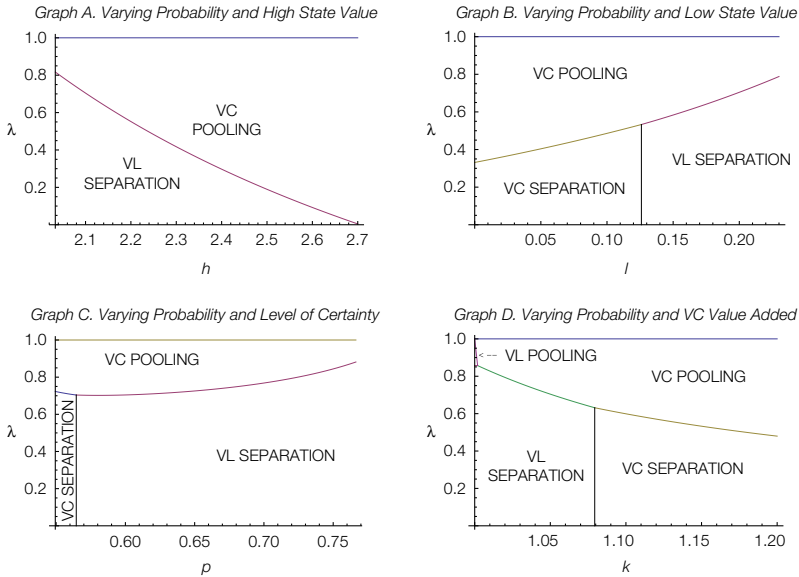 Graph A. Varying Probability and High State Value
1.0
0.8
0.6
0.4
0.2
λ
VC
POOLING
VL
SEPARATION
2.1 2.2 2.3 2.4 2.5 2.6 2.7
h
Graph B. Varying Probability and Low State Value
1.0
0.8
0.6
0.4
0.2
λ
VC POOLING
VL SEPARATION
VC SEPARATION
0.05 0.10 0.15 0.20
l
Graph C. Varying Probability and Level of Certainty
1.0
0.8
0.6
0.4
0.2
λ
VC POOLING
VC SEPARATION
VL SEPARATION
0.60 0.65 0.70 0.75
p
Graph D. Varying Probability and VC Value Added
1.0
0.8
0.6
0.4
0.2
λ
VL POOLING
VC POOLING
VL
SEPARATION
VC SEPARATION
1.05 1.10 1.15 1.20
k